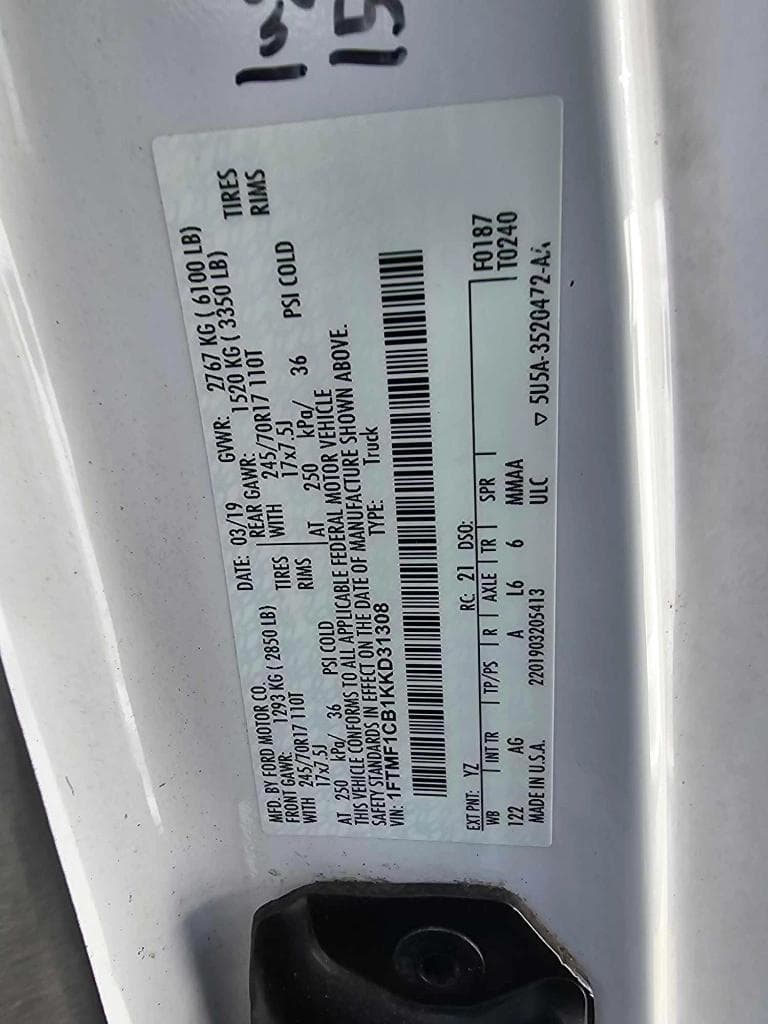 MFD. BY FORD MOTOR CO.
DATE: 03/19 GVWR: 2767 KG ( 6100 LB)
FRONT GAWR: 1293 KG ( 2850 LB) REAR GAWR: 1520 KG ( 3350 LB)
WITH 245/70R17 110T TIRES WITH 245/70R17 110T TIRES
17x7.5J RIMS 17x7.5J RIMS
AT 250 kPa/ 36 PSI COLD AT 250 kPa/ 36 PSI COLD
THIS VEHICLE CONFORMS TO ALL APPLICABLE FEDERAL MOTOR VEHICLE
SAFETY STANDARDS IN EFFECT ON THE DATE OF MANUFACTURE SHOWN ABOVE.
VIN: 1FTMF1CB1KKD31308 TYPE: Truck
EXT PNT: YZ RC: 21 DSO: F0187
WB INT TR TP/PS R AXLE TR SPR T0240
122 AG A L6 6 MMAA
MADE IN U.S.A. 2201903205413 ULC ▽ 5U5A-3520472-A